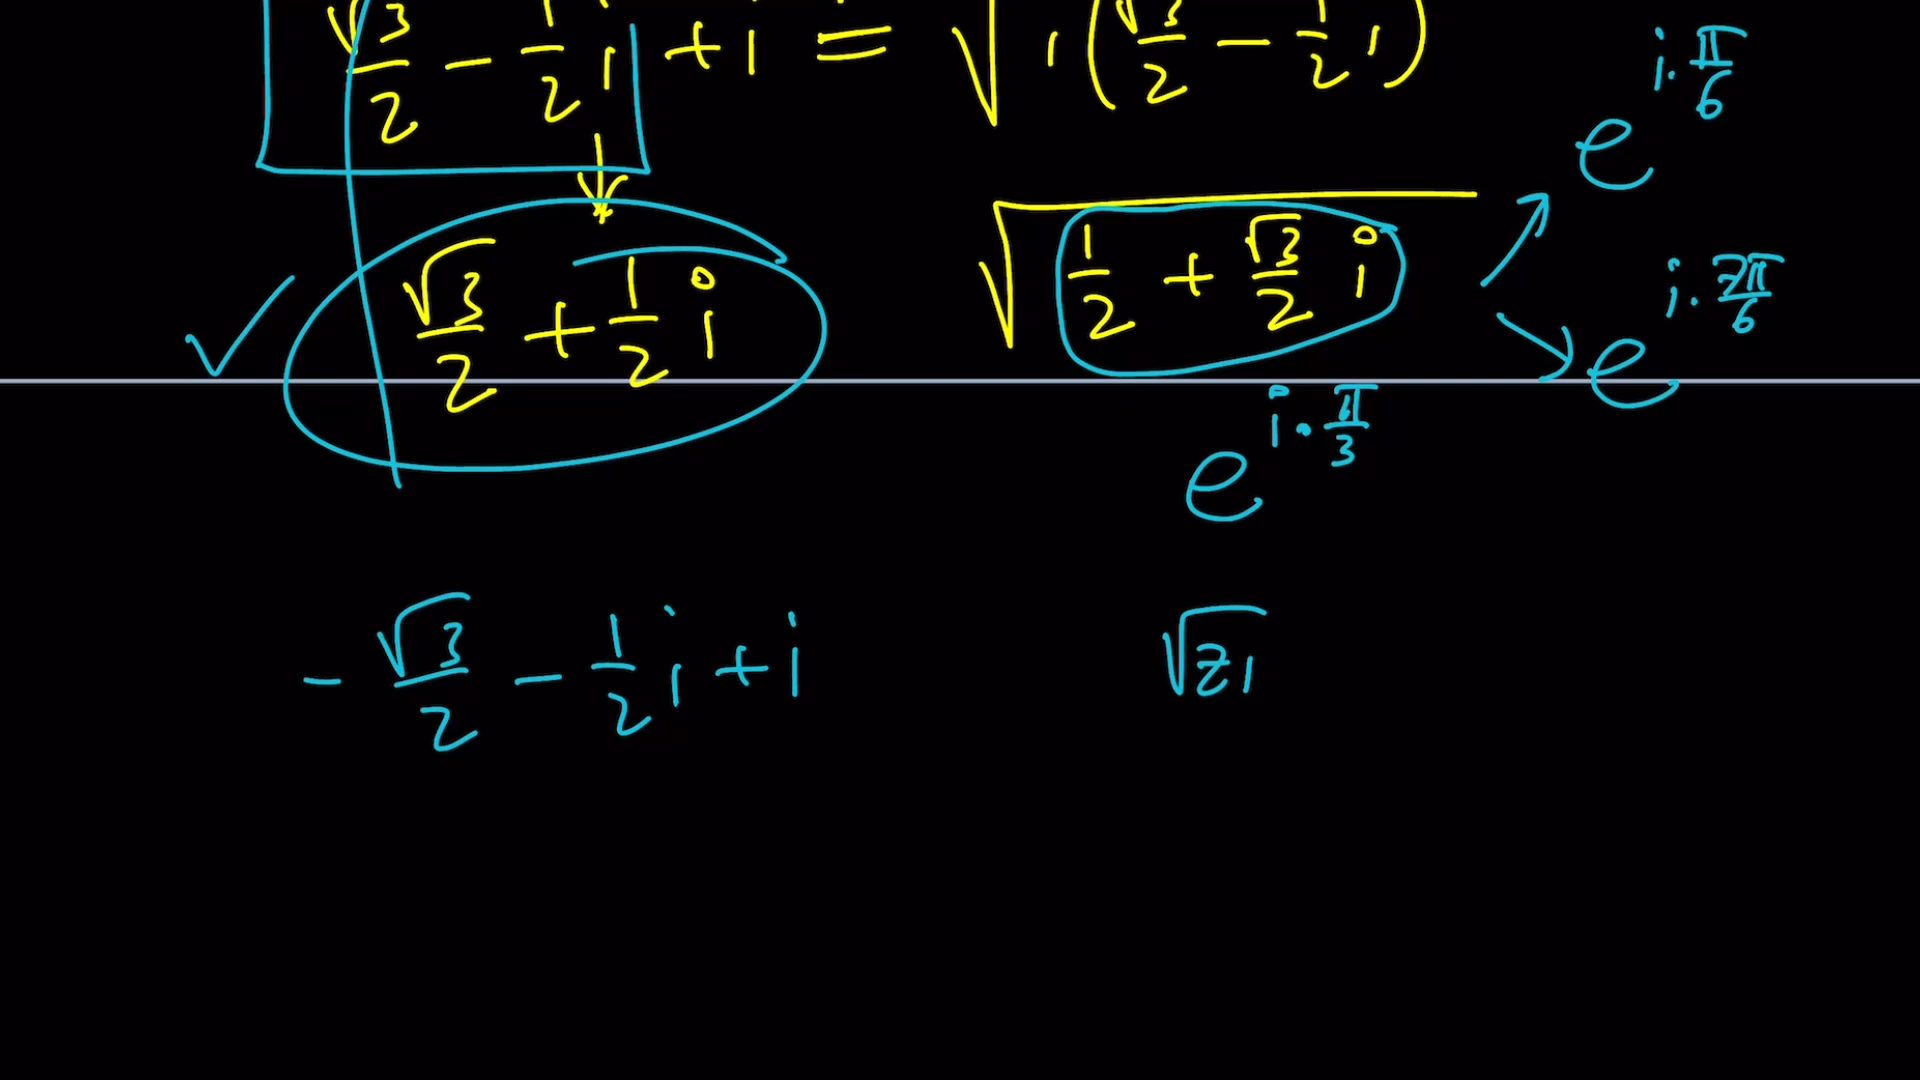 √3/2 − 1/2 i + i = √i(√3/2 − 1/2 i)
e^{i·π/6}
√3/2 + 1/2 i √(1/2 + √3/2 i)
e^{i·7π/6}
e^{i·π/3}
−√3/2 − 1/2 i + i √zi